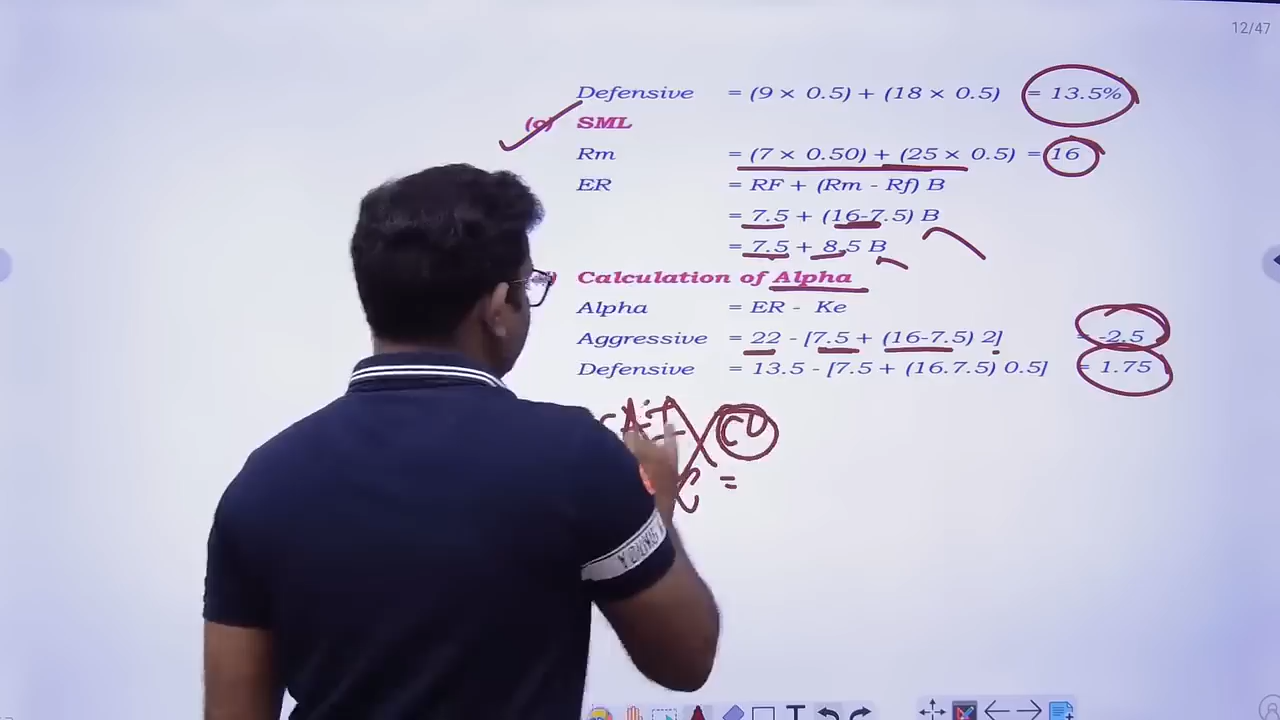 12/47
Defensive = (9 × 0.5) + (18 × 0.5) = 13.5%
(c) SML
Rm = (7 × 0.50) + (25 × 0.5) = 16
ER = RF + (Rm - Rf) B
= 7.5 + (16-7.5) B
= 7.5 + 8.5 B
Calculation of Alpha
Alpha = ER - Ke
Aggressive = 22 - [7.5 + (16-7.5) 2] = -2.5
Defensive = 13.5 - [7.5 + (16.7.5) 0.5] = 1.75
=
YOUNG
T